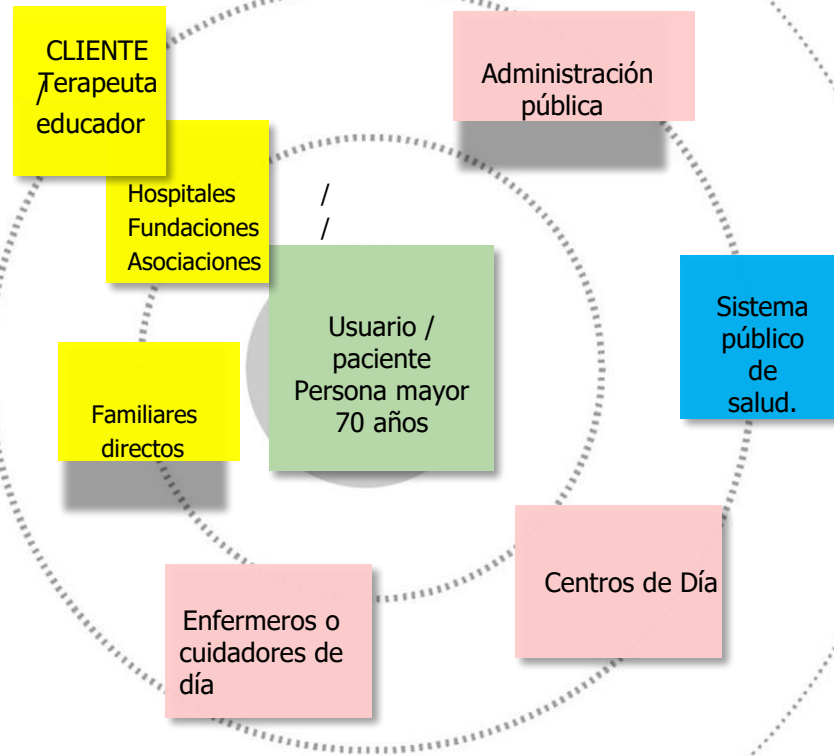 CLIENTE
/Terapeuta
educador
Administración
pública
Hospitales /
Fundaciones /
Asociaciones
Usuario /
paciente
Persona mayor
70 años
Sistema
público
de
salud.
Familiares
directos
Centros de Día
Enfermeros o
cuidadores de
día